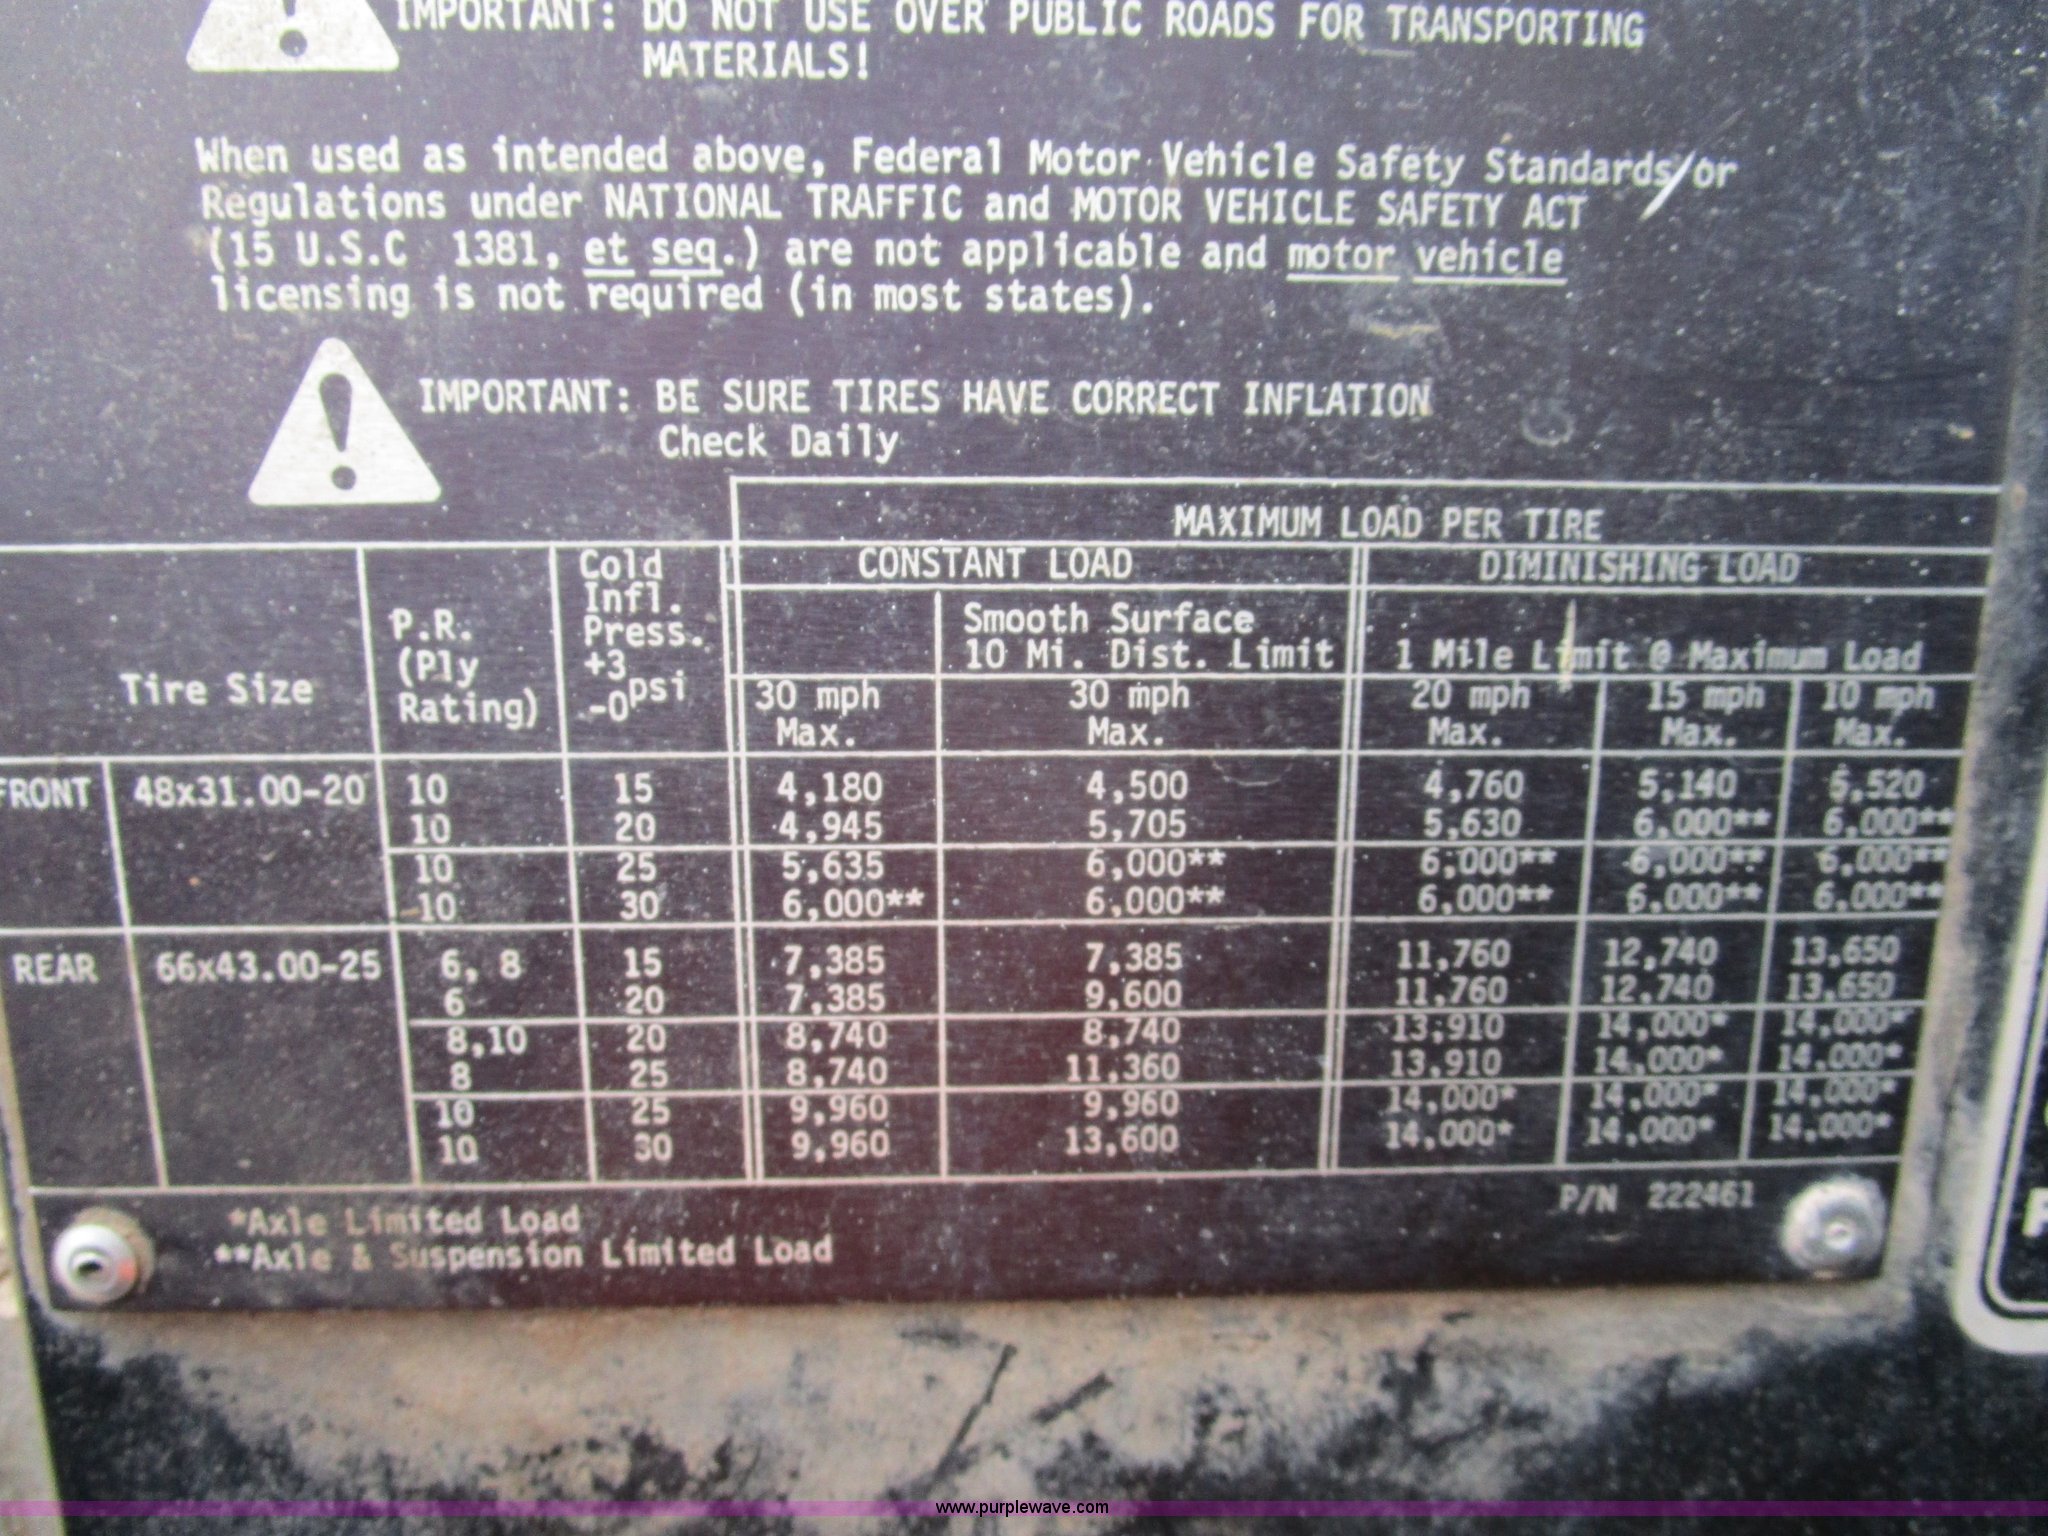 IMPORTANT: DO NOT USE OVER PUBLIC ROADS FOR TRANSPORTING
MATERIALS!
When used as intended above, Federal Motor Vehicle Safety Standards/or
Regulations under NATIONAL TRAFFIC and MOTOR VEHICLE SAFETY ACT
(15 U.S.C 1381, et seq.) are not applicable and motor vehicle
licensing is not required (in most states).
IMPORTANT: BE SURE TIRES HAVE CORRECT INFLATION
Check Daily
MAXIMUM LOAD PER TIRE
CONSTANT LOAD DIMINISHING LOAD
Tire Size
P.R.
(Ply
Rating)
Cold
Infl.
Press.
+3
-0 psi
Smooth Surface
10 Mi. Dist. Limit
1 Mile Limit @ Maximum Load
30 mph 30 mph 20 mph 15 mph 10 mph
Max. Max. Max. Max. Max.
FRONT 48x31.00-20 10 15 4,180 4,500 4,760 5,140 5,520
10 20 4,945 5,705 5,630 6,000** 6,000**
10 25 5,635 6,000** 6,000** 6,000** 6,000**
10 30 6,000** 6,000** 6,000** 6,000** 6,000**
REAR 66x43.00-25 6, 8 15 7,385 7,385 11,760 12,740 13,650
6 20 7,385 9,600 11,760 12,740 13,650
8,10 20 8,740 8,740 13,910 14,000* 14,000*
8 25 8,740 11,360 13,910 14,000* 14,000*
10 25 9,960 9,960 14,000* 14,000* 14,000*
10 30 9,960 13,600 14,000* 14,000* 14,000*
*Axle Limited Load
**Axle & Suspension Limited Load
P/N 222461
www.purplewave.com